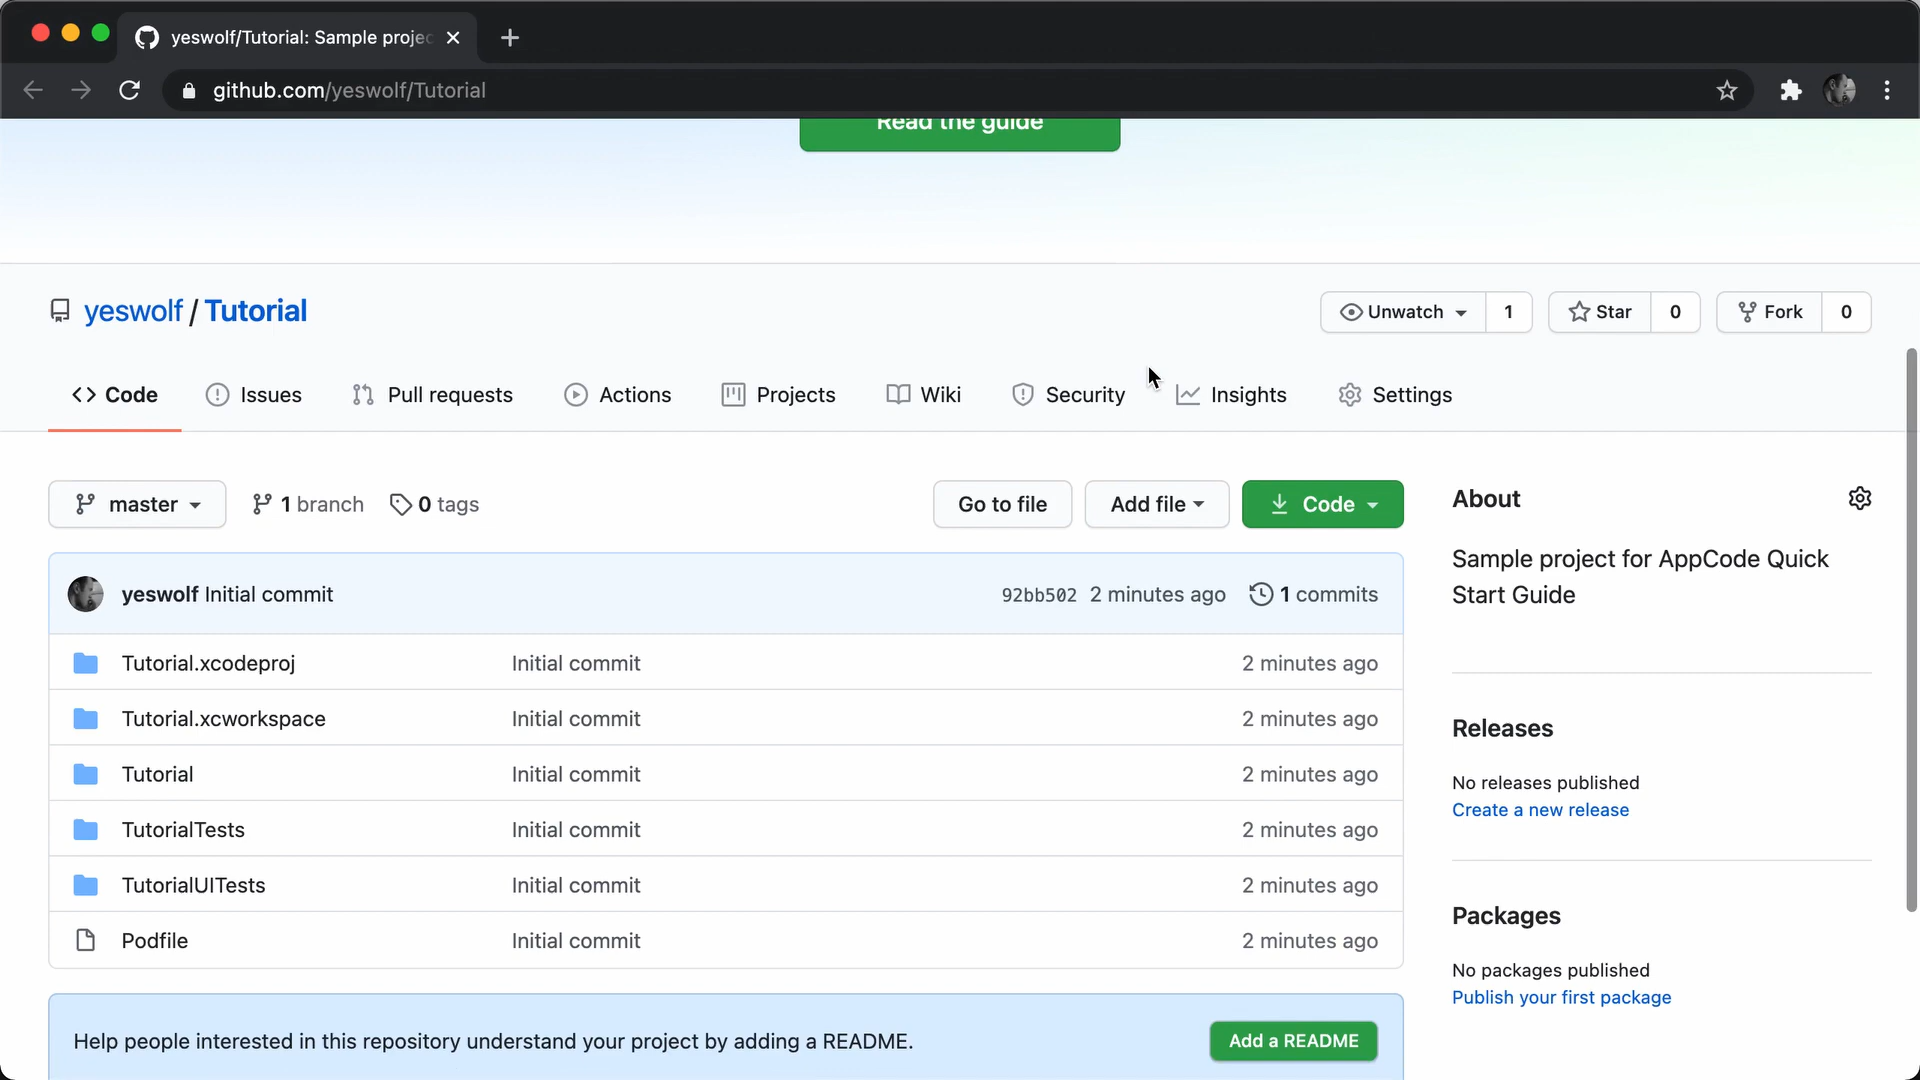 yeswolf/Tutorial: Sample projec
github.com/yeswolf/Tutorial
Read the guide
yeswolf / Tutorial
Unwatch 1 Star 0 Fork 0
Code Issues Pull requests Actions Projects Wiki Security Insights Settings
master 1 branch 0 tags Go to file Add file Code
yeswolf Initial commit 92bb502 2 minutes ago 1 commits
Tutorial.xcodeproj Initial commit 2 minutes ago
Tutorial.xcworkspace Initial commit 2 minutes ago
Tutorial Initial commit 2 minutes ago
TutorialTests Initial commit 2 minutes ago
TutorialUITests Initial commit 2 minutes ago
Podfile Initial commit 2 minutes ago
Help people interested in this repository understand your project by adding a README. Add a README
About
Sample project for AppCode Quick
Start Guide
Releases
No releases published
Create a new release
Packages
No packages published
Publish your first package